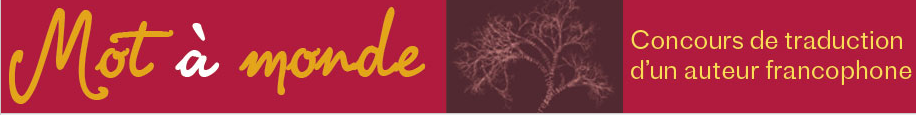 Mot à monde
Concours de traduction
d'un auteur francophone